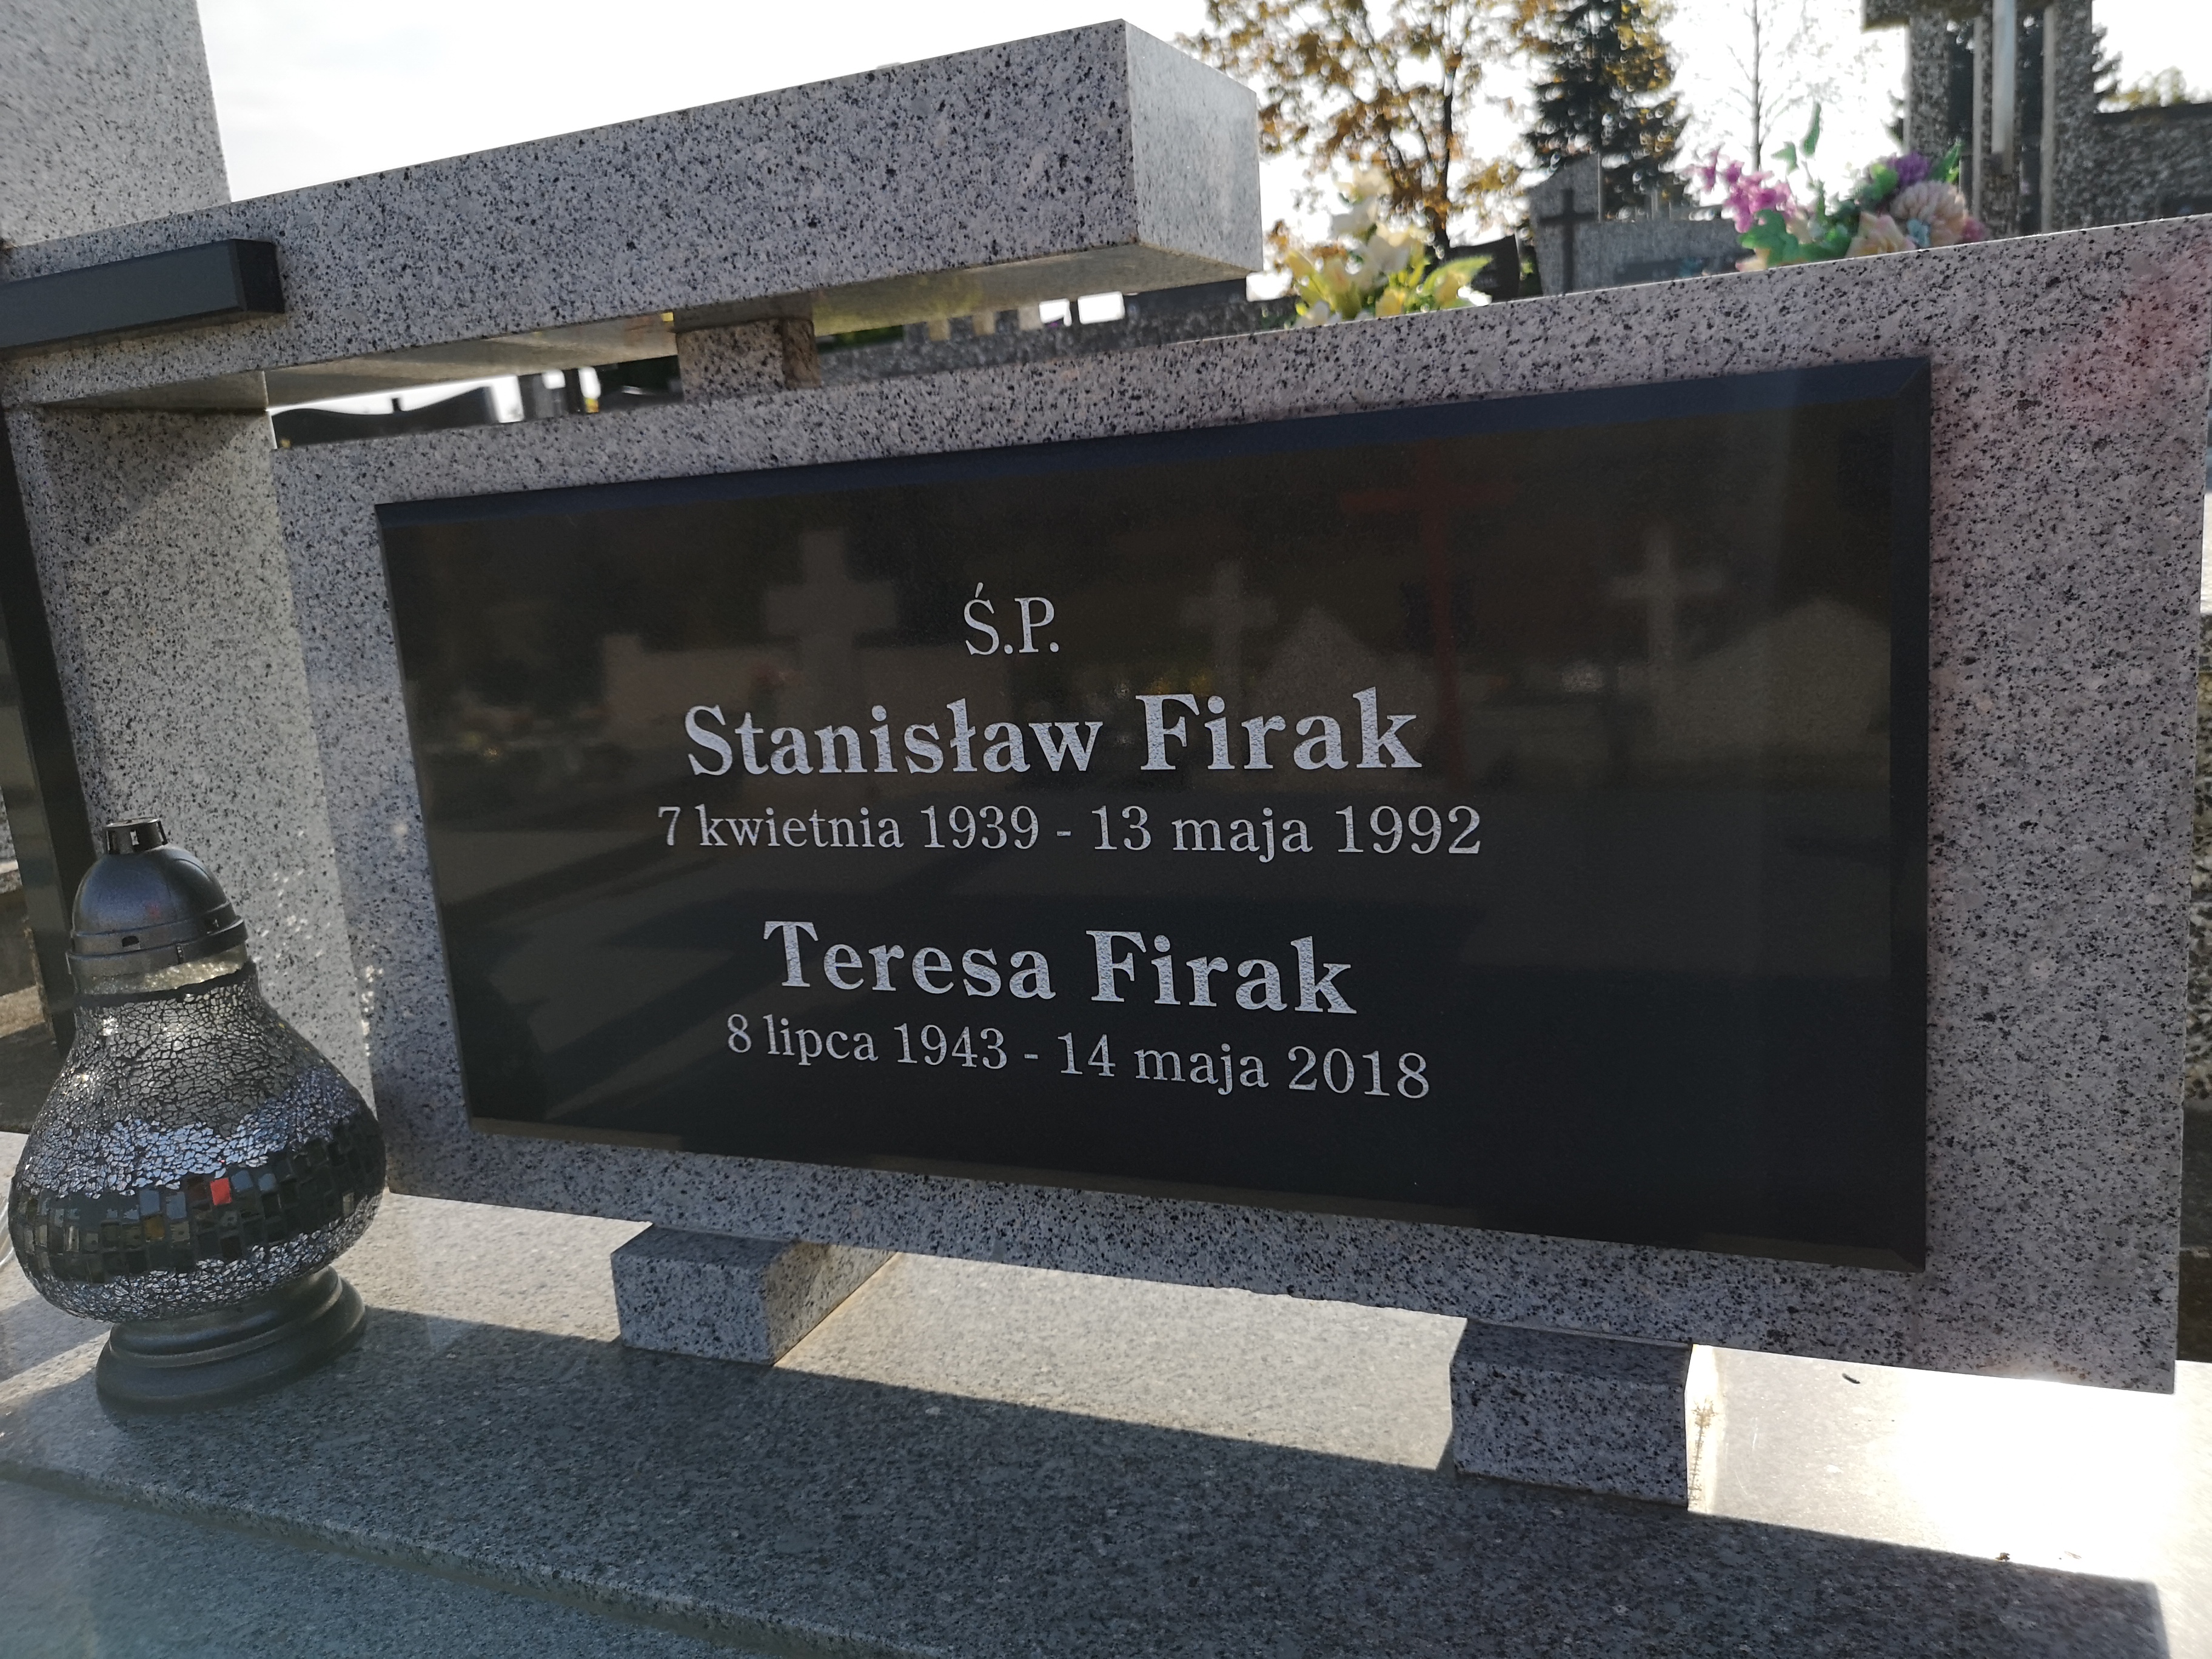 Ś.P.
Stanisław Firak
7 kwietnia 1939 - 13 maja 1992
Teresa Firak
8 lipca 1943 - 14 maja 2018